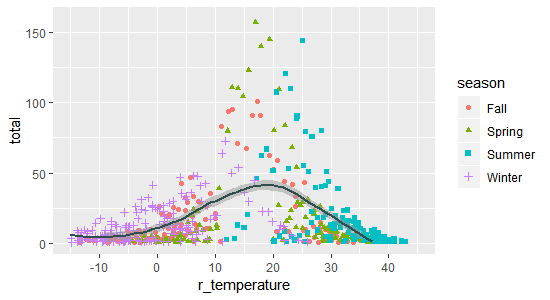 150
100
50
0
total
-10
0
10
20
30
40
r_temperature
season
Fall
Spring
Summer
Winter